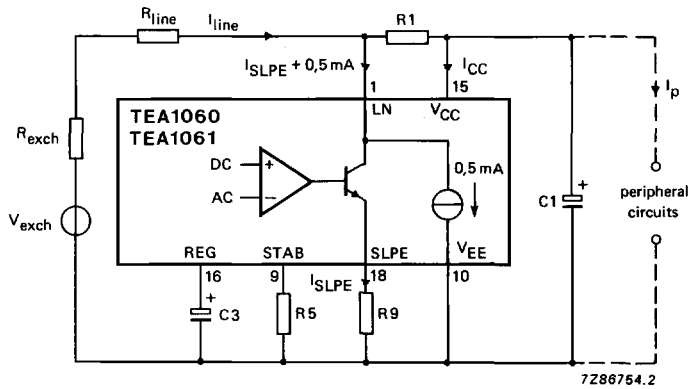 Rline
Iline
R1
ISLPE + 0,5 mA
ICC
1
15
LN
VCC
Ip
TEA1060
TEA1061
Rexch
DC
+
AC
−
0,5 mA
Vexch
C1
+
peripheral
circuits
REG
STAB
SLPE
VEE
16
9
ISLPE
18
10
+
C3
R5
R9
7Z86754.2